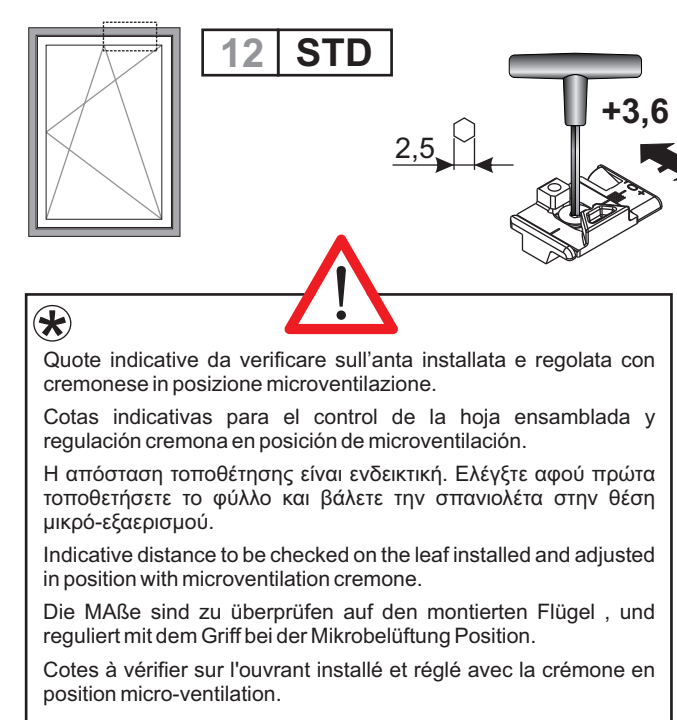 12 STD
+3,6
2,5
*
Quote indicative da verificare sull'anta installata e regolata con
cremonese in posizione microventilazione.
Cotas indicativas para el control de la hoja ensamblada y
regulación cremona en posición de microventilación.
Η απόσταση τοποθέτησης είναι ενδεικτική. Ελέγξτε αφού πρώτα
τοποθετήσετε το φύλλο και βάλετε την σπανιολέτα στην θέση
μικρό-εξαερισμού.
Indicative distance to be checked on the leaf installed and adjusted
in position with microventilation cremone.
Die MAße sind zu überprüfen auf den montierten Flügel , und
reguliert mit dem Griff bei der Mikrobelüftung Position.
Cotes à vérifier sur l'ouvrant installé et réglé avec la crémone en
position micro-ventilation.